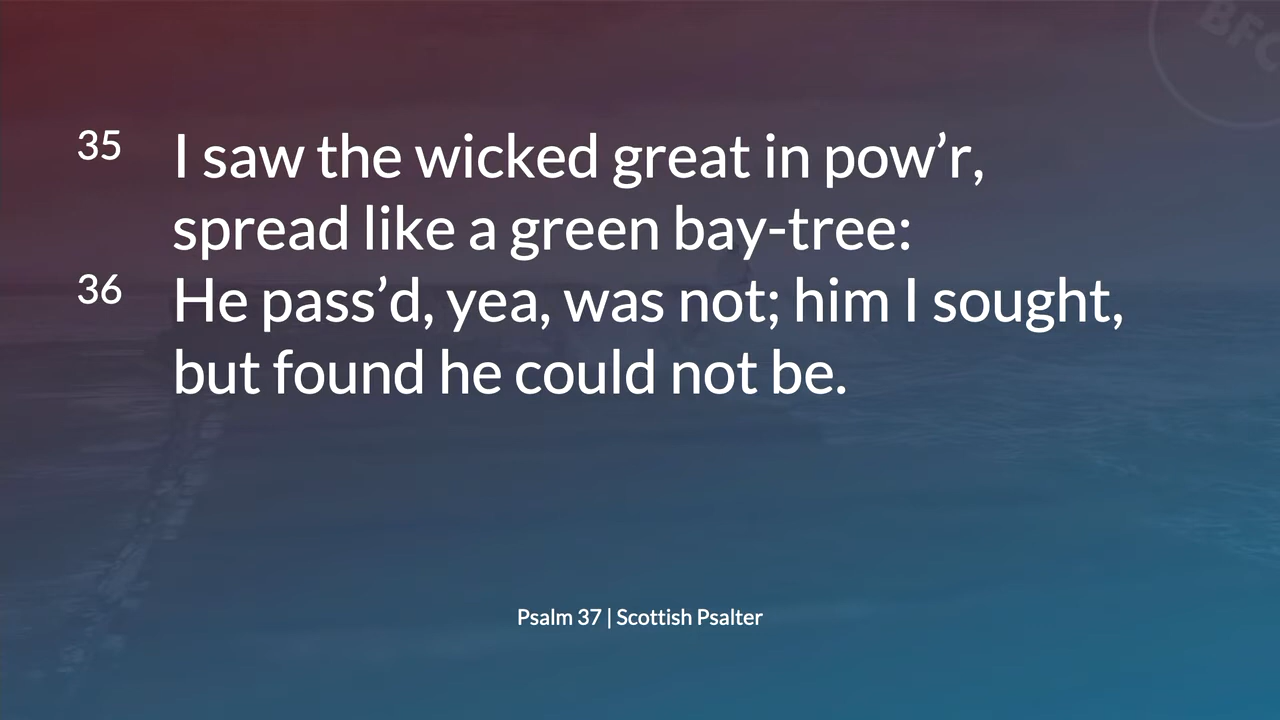 35 I saw the wicked great in pow’r,
spread like a green bay-tree:
36 He pass’d, yea, was not; him I sought,
but found he could not be.
Psalm 37 | Scottish Psalter